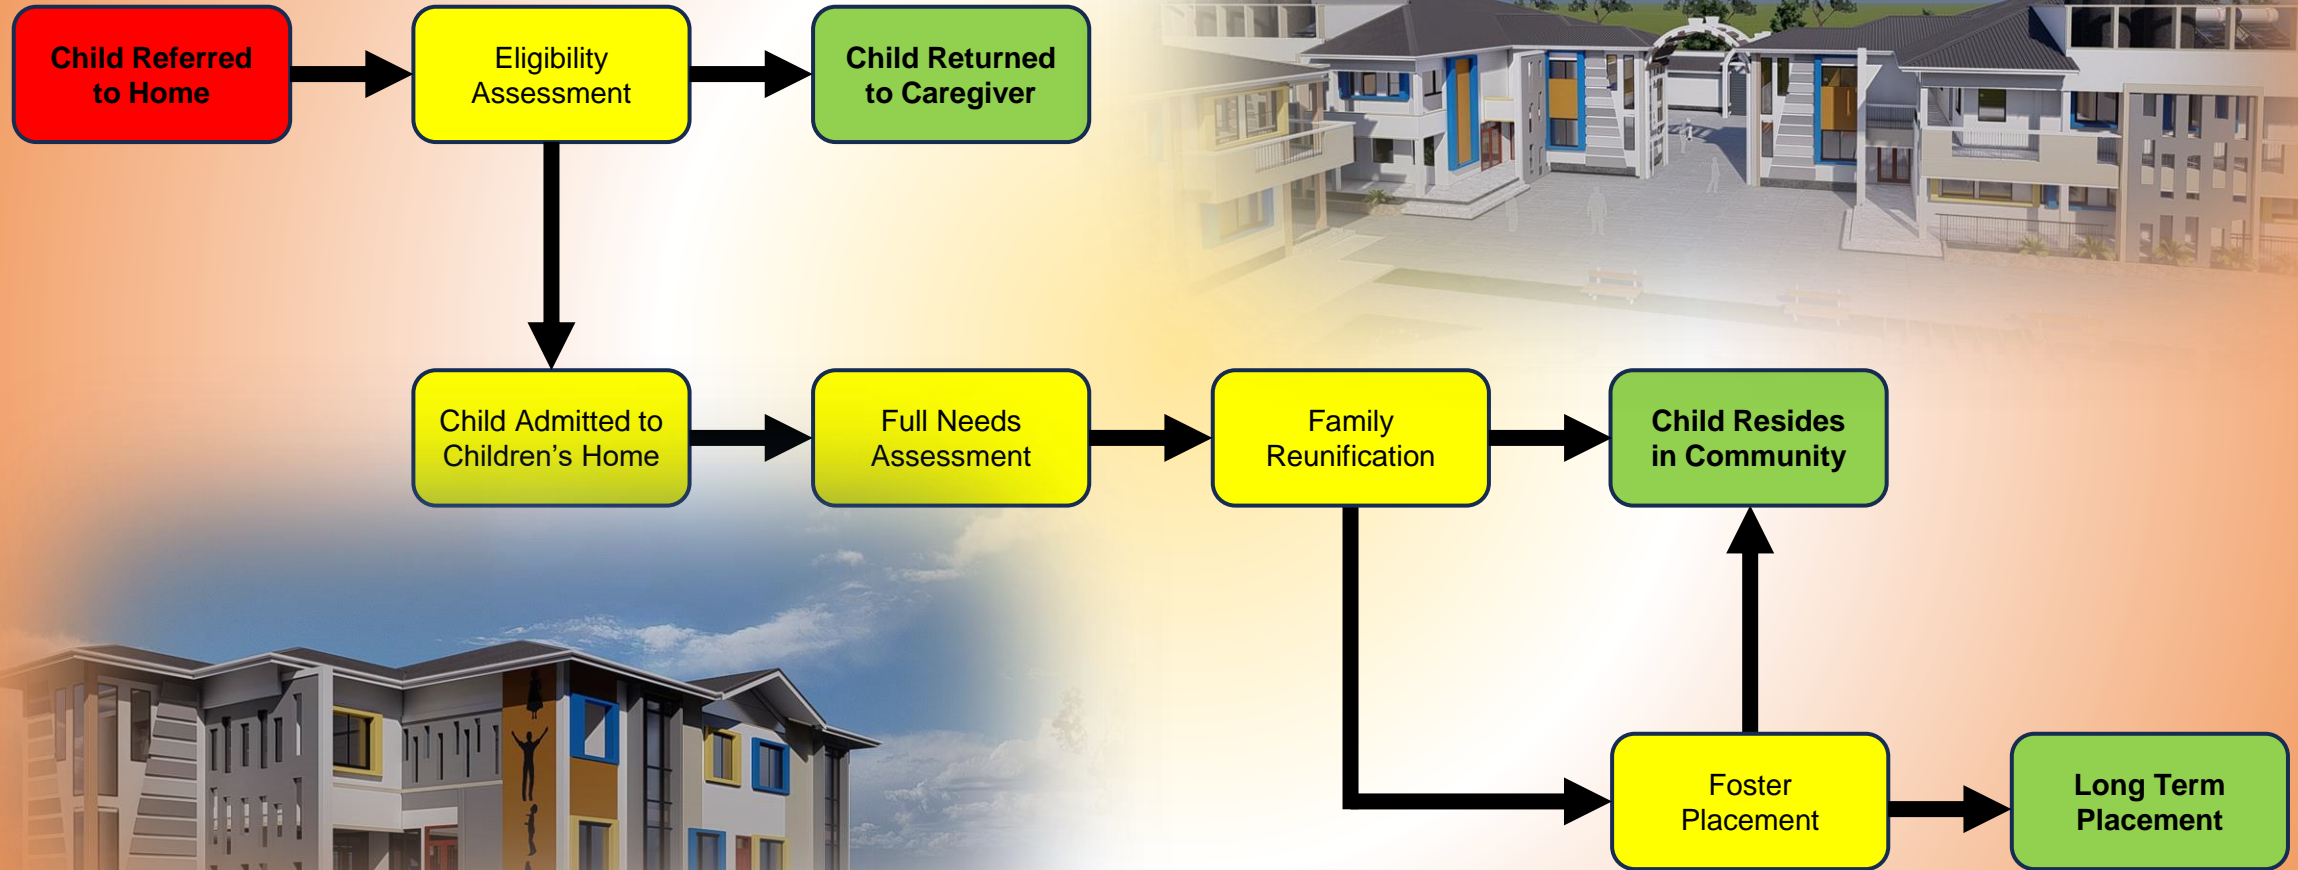 Child Referred
to Home
Eligibility
Assessment
Child Returned
to Caregiver
Child Admitted to
Children’s Home
Full Needs
Assessment
Family
Reunification
Child Resides
in Community
Foster
Placement
Long Term
Placement